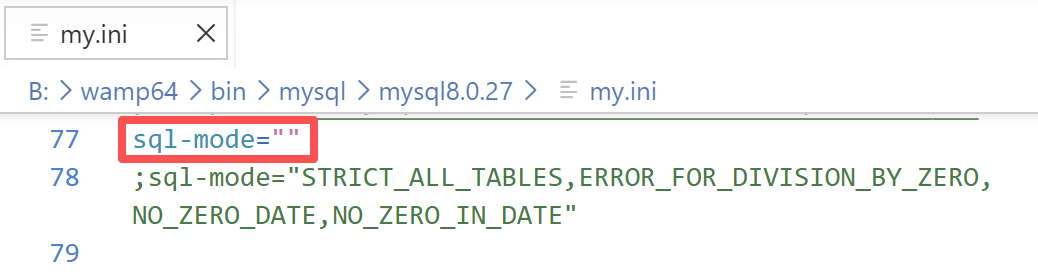 my.ini
B: > wamp64 > bin > mysql > mysql8.0.27 > my.ini
77 sql-mode=""
78 ;sql-mode="STRICT_ALL_TABLES,ERROR_FOR_DIVISION_BY_ZERO,
NO_ZERO_DATE,NO_ZERO_IN_DATE"
79